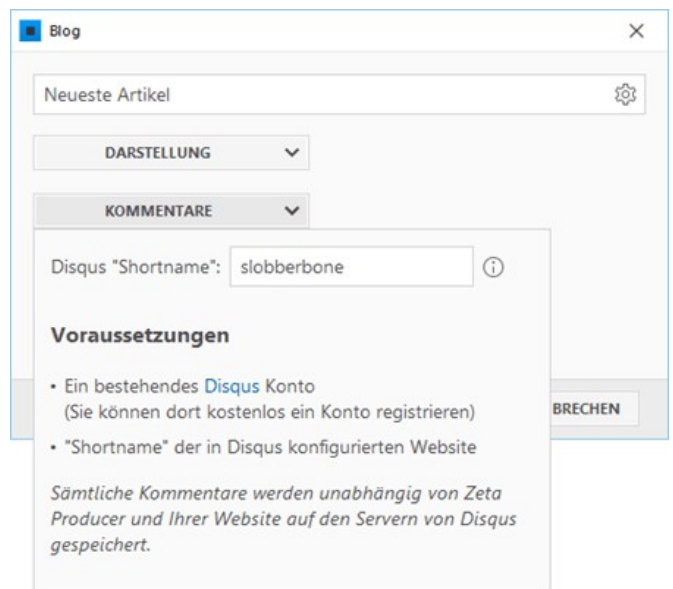 Blog
Neueste Artikel
DARSTELLUNG
KOMMENTARE
Disqus "Shortname": slobberbone
Voraussetzungen
• Ein bestehendes Disqus Konto
(Sie können dort kostenlos ein Konto registrieren)
BRECHEN
• "Shortname" der in Disqus konfigurierten Website
Sämtliche Kommentare werden unabhängig von Zeta
Producer und Ihrer Website auf den Servern von Disqus
gespeichert.